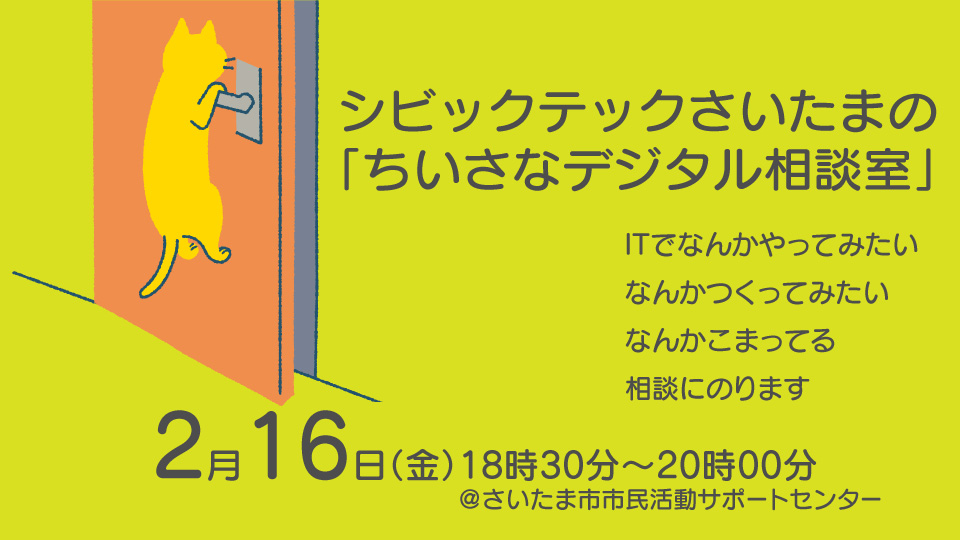 シビックテックさいたまの
「ちいさなデジタル相談室」
ITでなんかやってみたい
なんかつくってみたい
なんかこまってる
相談にのります
2月16日(金)18時30分～20時00分
@さいたま市市民活動サポートセンター